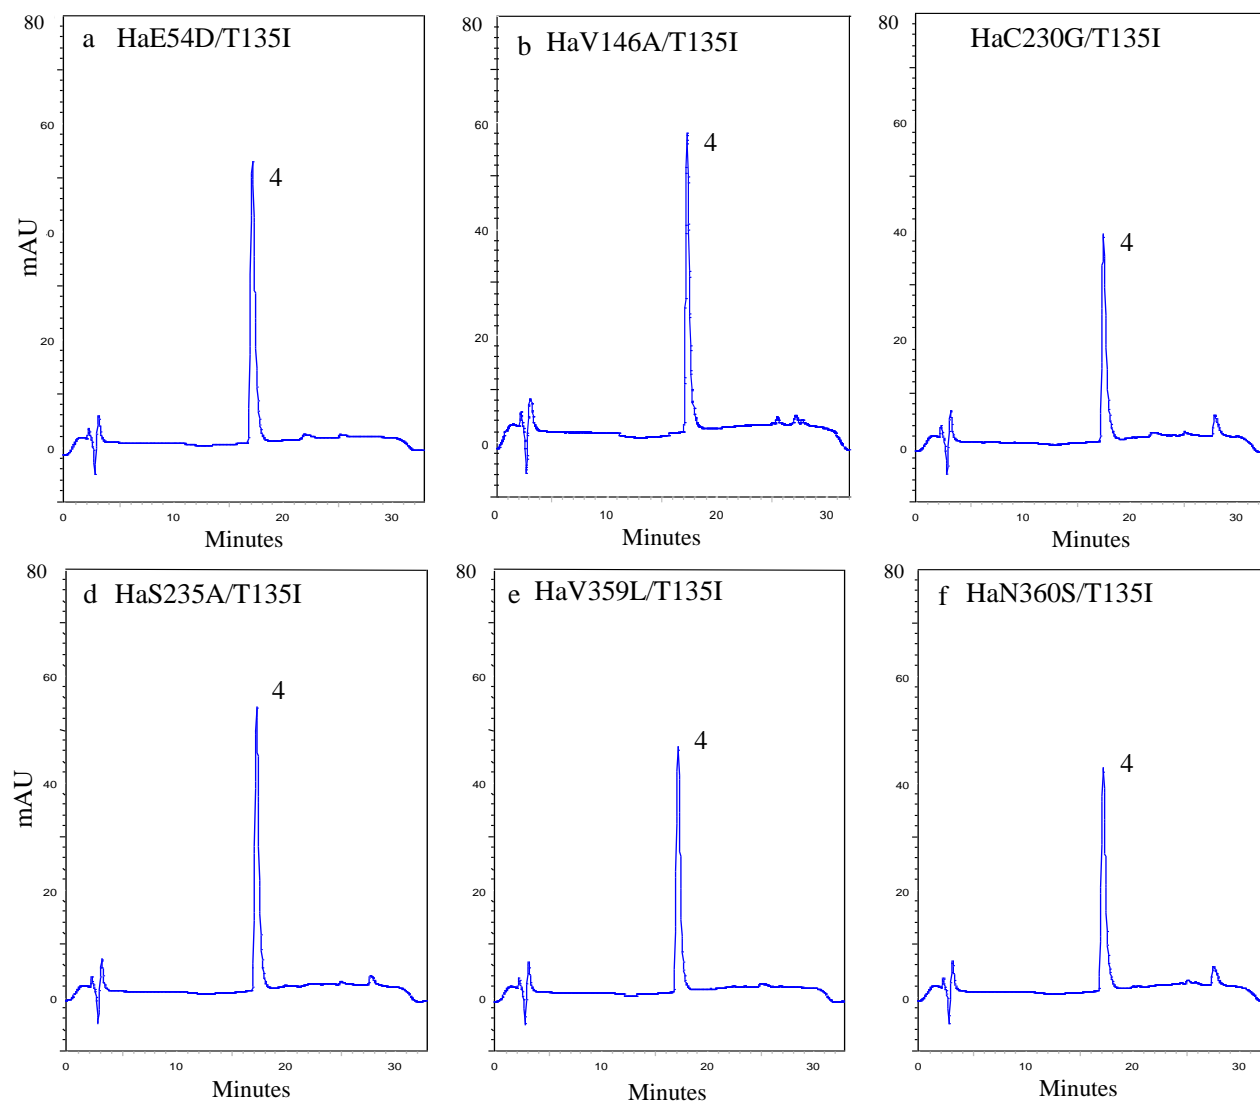 80
a HaE54D/T135I
60
mAU
0
4
20
0
0 10 20 30
Minutes
80
b HaV146A/T135I
60
4
40
20
0
0 10 20 30
Minutes
80
HaC230G/T135I
60
40
4
20
0
0 10 20 30
Minutes
80
d HaS235A/T135I
60
4
40
mAU
20
0
0 10 20 30
Minutes
80
e HaV359L/T135I
60
4
40
20
0
0 10 20 30
Minutes
80
f HaN360S/T135I
60
4
40
20
0
0 10 20 30
Minutes